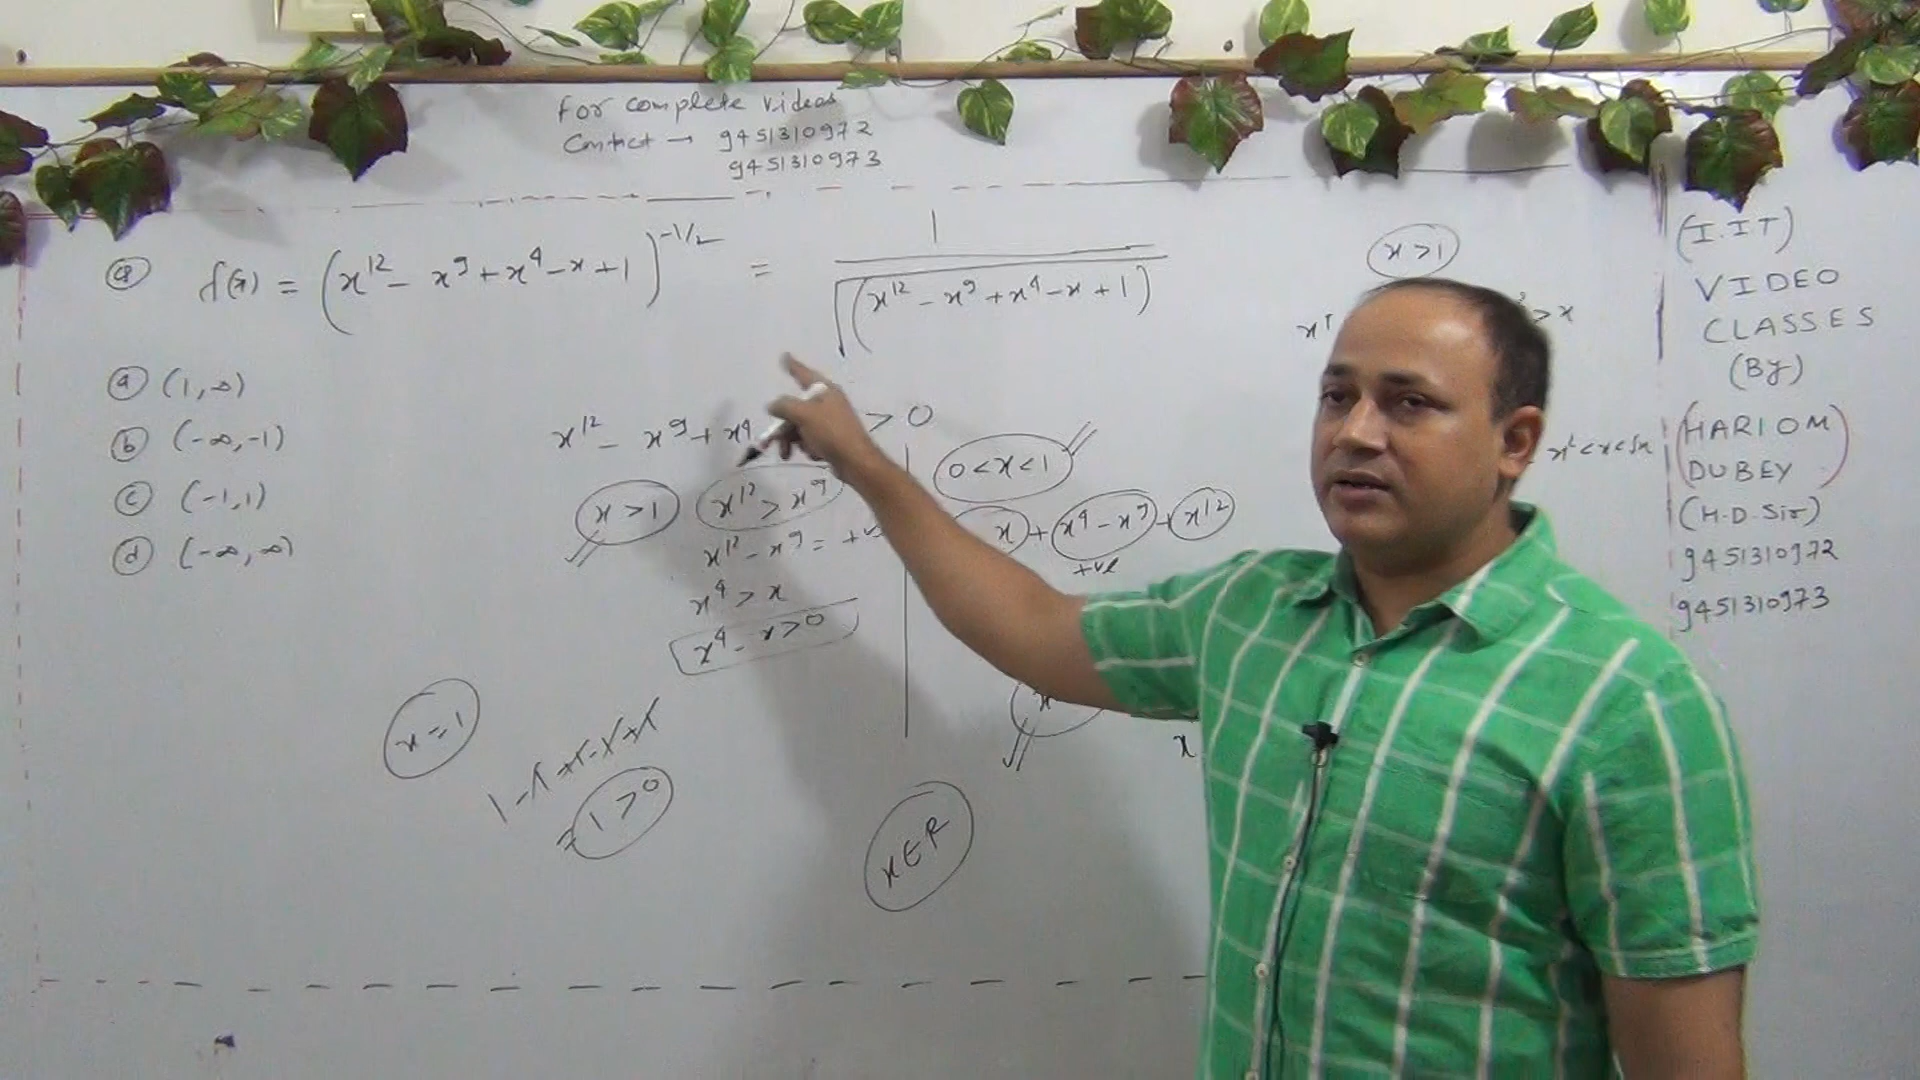 For complete videos
Contact → 9451310972
9451310973
Q f(x) = (x¹² - x⁹ + x⁴ - x + 1)^(-1/2) = 1/√(x¹² - x⁹ + x⁴ - x + 1)
a (1, ∞)
b (-∞, -1)
c (-1, 1)
d (-∞, ∞)
x¹² - x⁹ + x⁴ > 0
x > 1 x¹² > x⁹
x¹² - x⁹ = +ve
x⁴ > x
x⁴ - x > 0
0 < x < 1
x + x⁴ - x⁹ + x¹²
+ve
x = 1
1 - 1 + 1 - 1 + 1
= 1 > 0
x ∈ R
x
x > 1
> x
x² < x < √x
(I.IT)
VIDEO
CLASSES
(By)
(HARIOM
DUBEY)
(H.D. Sir)
9451310972
9451310973